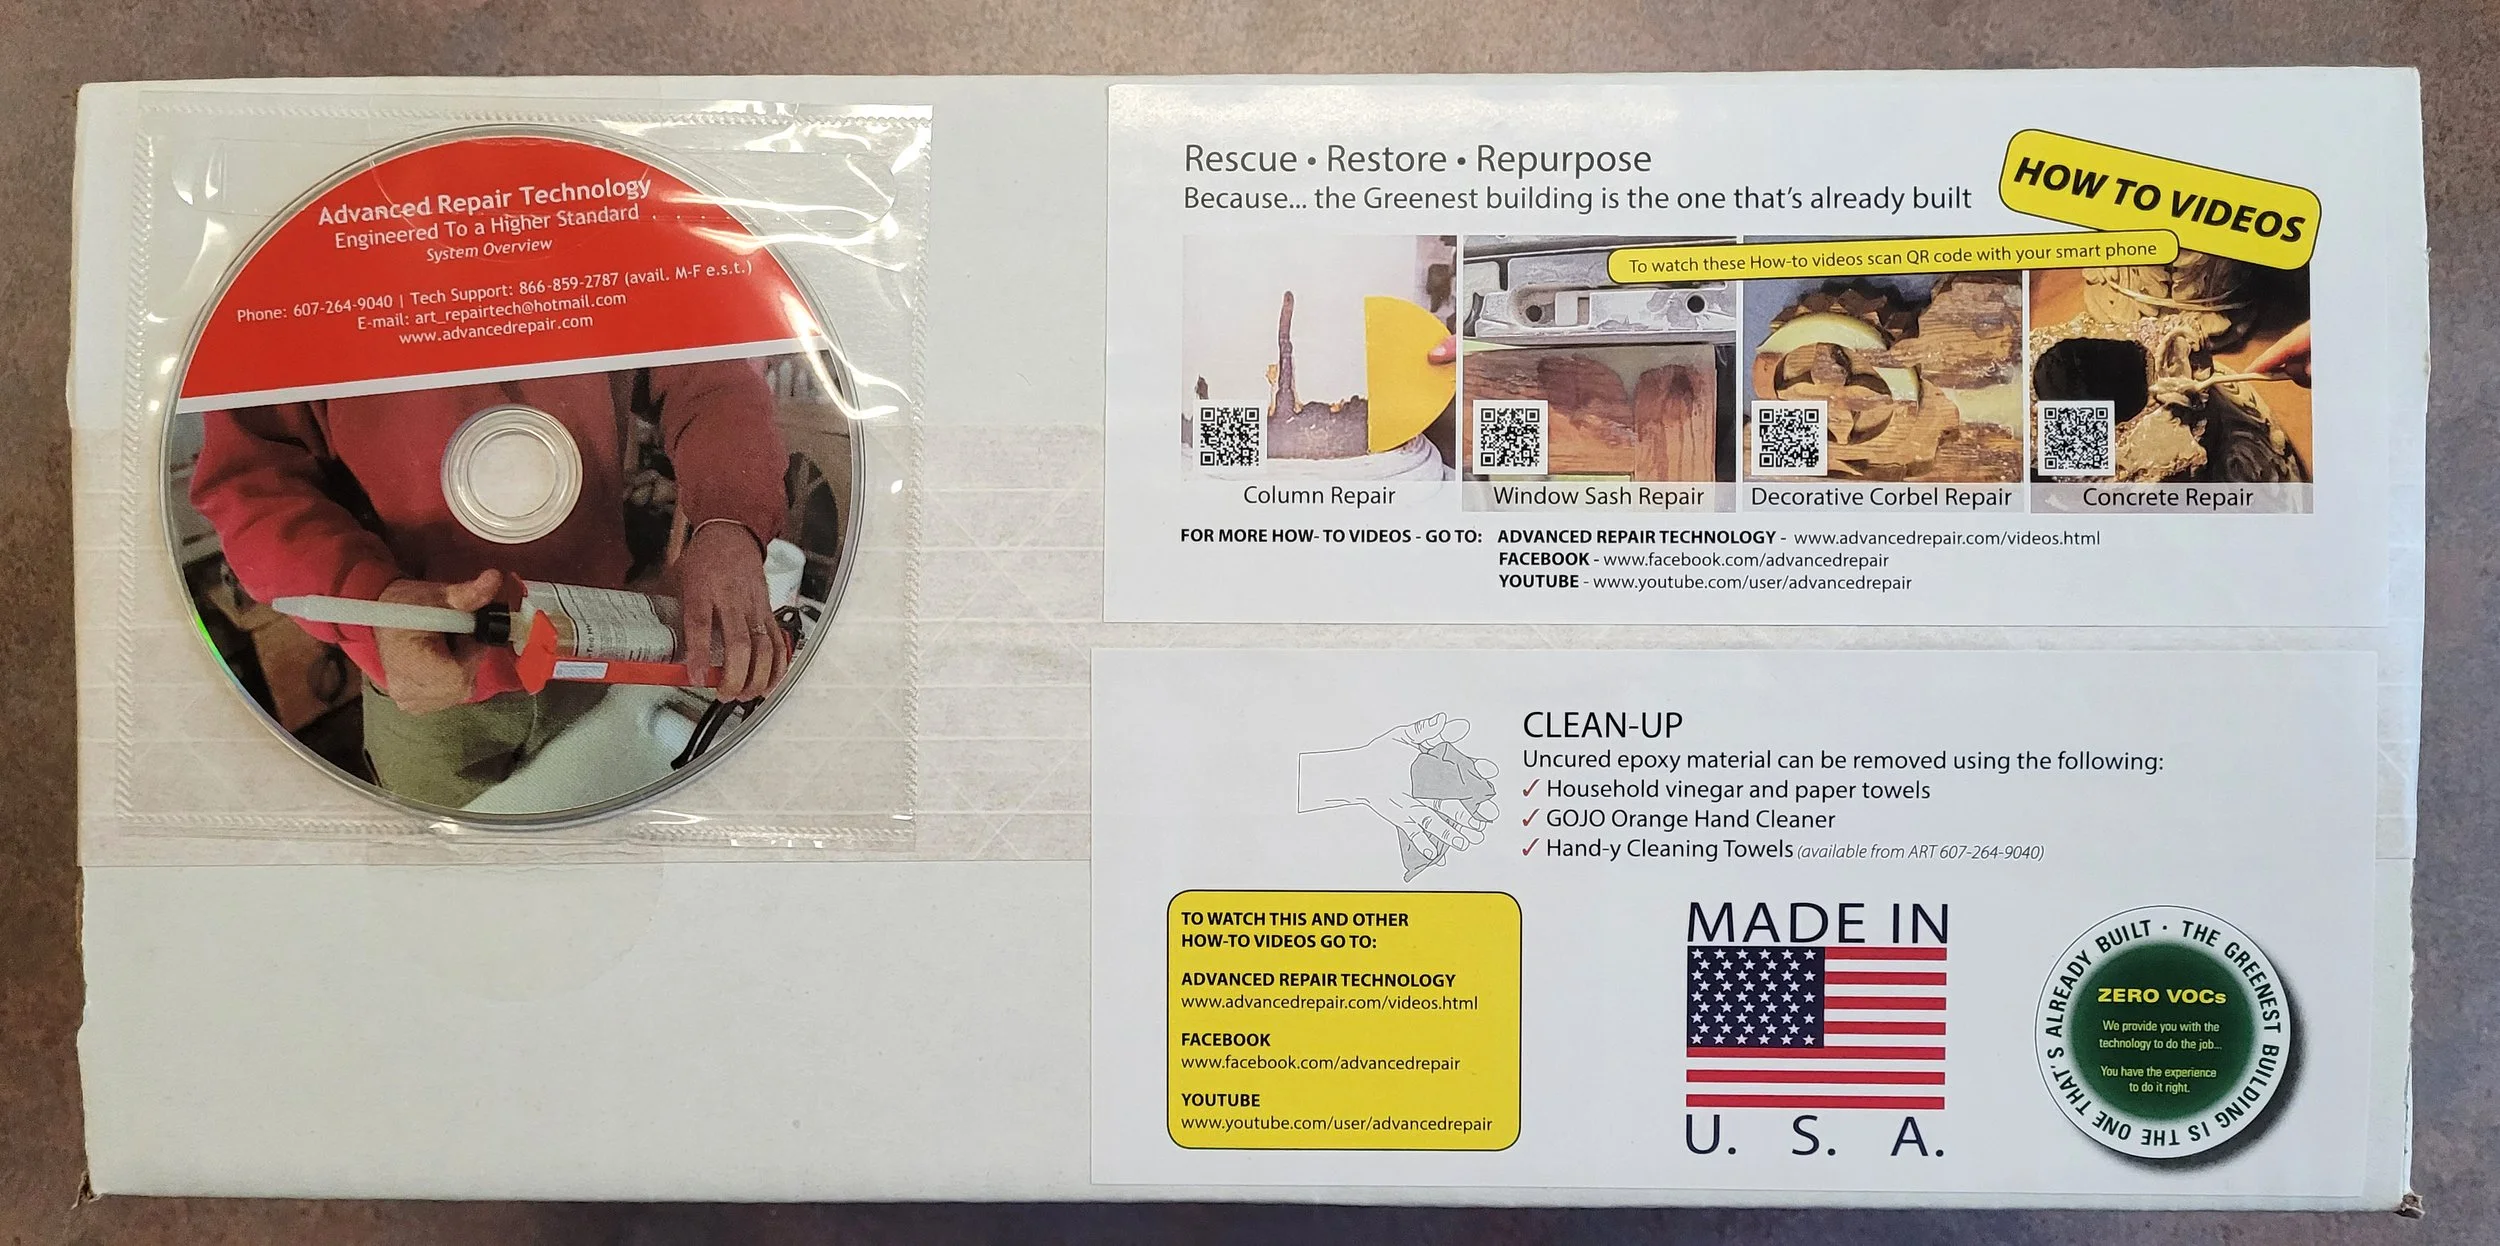 Advanced Repair Technology
Engineered To a Higher Standard
System Overview
Phone: 607-264-9040 | Tech Support: 866-859-2787 (avail. M-F e.s.t.)
E-mail: art_repairtech@hotmail.com
www.advancedrepair.com
Rescue • Restore • Repurpose
Because... the Greenest building is the one that's already built
HOW TO VIDEOS
To watch these How-to videos scan QR code with your smart phone
Column Repair
Window Sash Repair
Decorative Corbel Repair
Concrete Repair
FOR MORE HOW- TO VIDEOS - GO TO: ADVANCED REPAIR TECHNOLOGY - www.advancedrepair.com/videos.html
FACEBOOK - www.facebook.com/advancedrepair
YOUTUBE - www.youtube.com/user/advancedrepair
CLEAN-UP
Uncured epoxy material can be removed using the following:
✓ Household vinegar and paper towels
✓ GOJO Orange Hand Cleaner
✓ Hand-y Cleaning Towels (available from ART 607-264-9040)
TO WATCH THIS AND OTHER
HOW-TO VIDEOS GO TO:
ADVANCED REPAIR TECHNOLOGY
www.advancedrepair.com/videos.html
FACEBOOK
www.facebook.com/advancedrepair
YOUTUBE
www.youtube.com/user/advancedrepair
MADE IN
U. S. A.
THE GREENEST BUILDING IS THE ONE THAT'S ALREADY BUILT ·
ZERO VOCs
We provide you with the
technology to do the job...
You have the experience
to do it right.